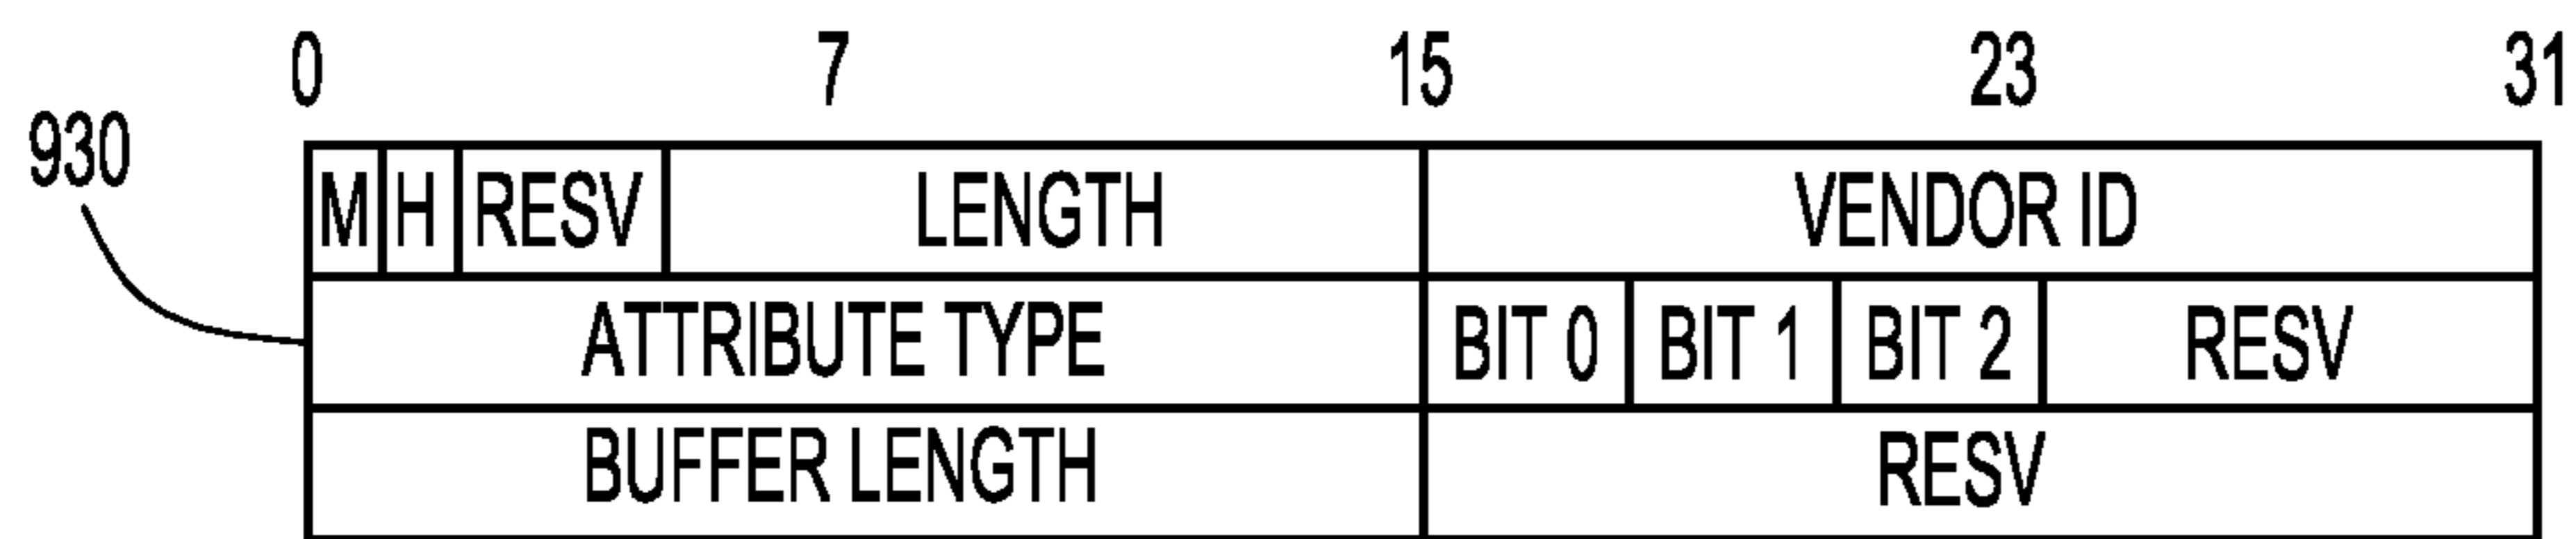 0 7 15 23 31
930
M H RESV LENGTH VENDOR ID
ATTRIBUTE TYPE BIT 0 BIT 1 BIT 2 RESV
BUFFER LENGTH RESV